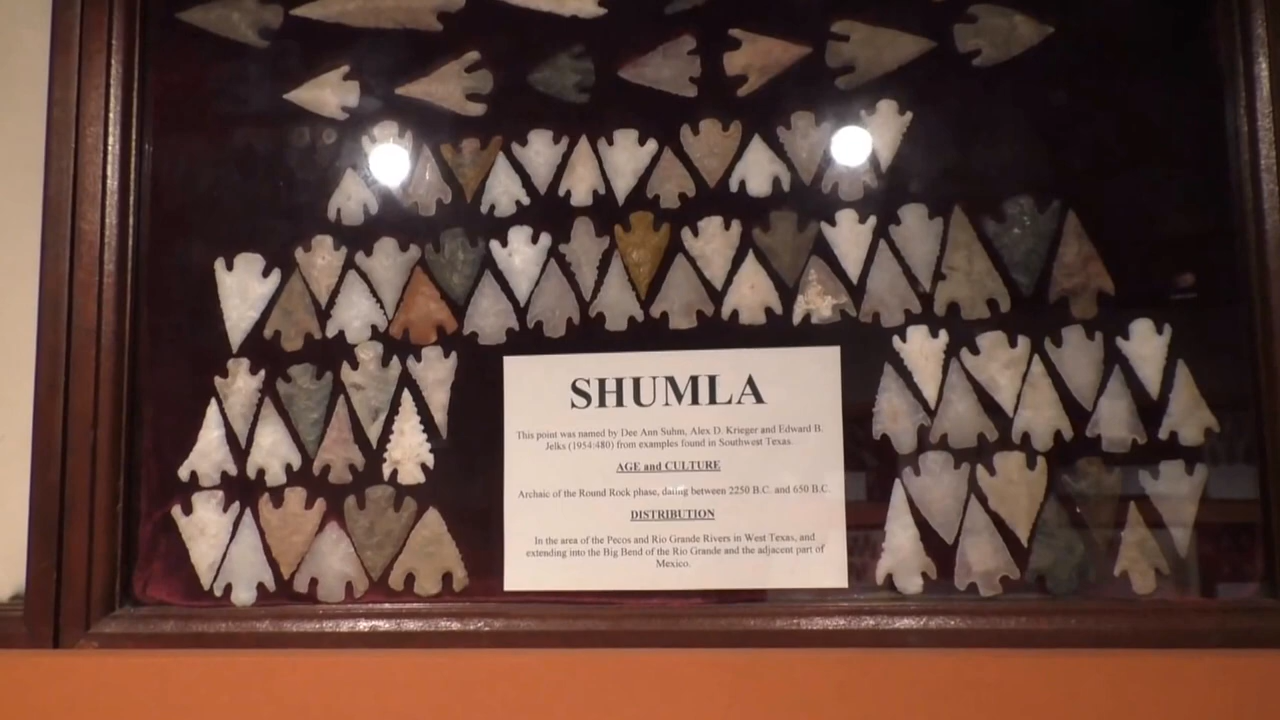 SHUMLA
This point was named by Dee Ann Suhm, Alex D. Krieger and Edward B.
Jelks (1954:480) from examples found in Southwest Texas.
AGE and CULTURE
Archaic of the Round Rock phase, dating between 2250 B.C. and 650 B.C.
DISTRIBUTION
In the area of the Pecos and Rio Grande Rivers in West Texas, and
extending into the Big Bend of the Rio Grande and the adjacent part of
Mexico.